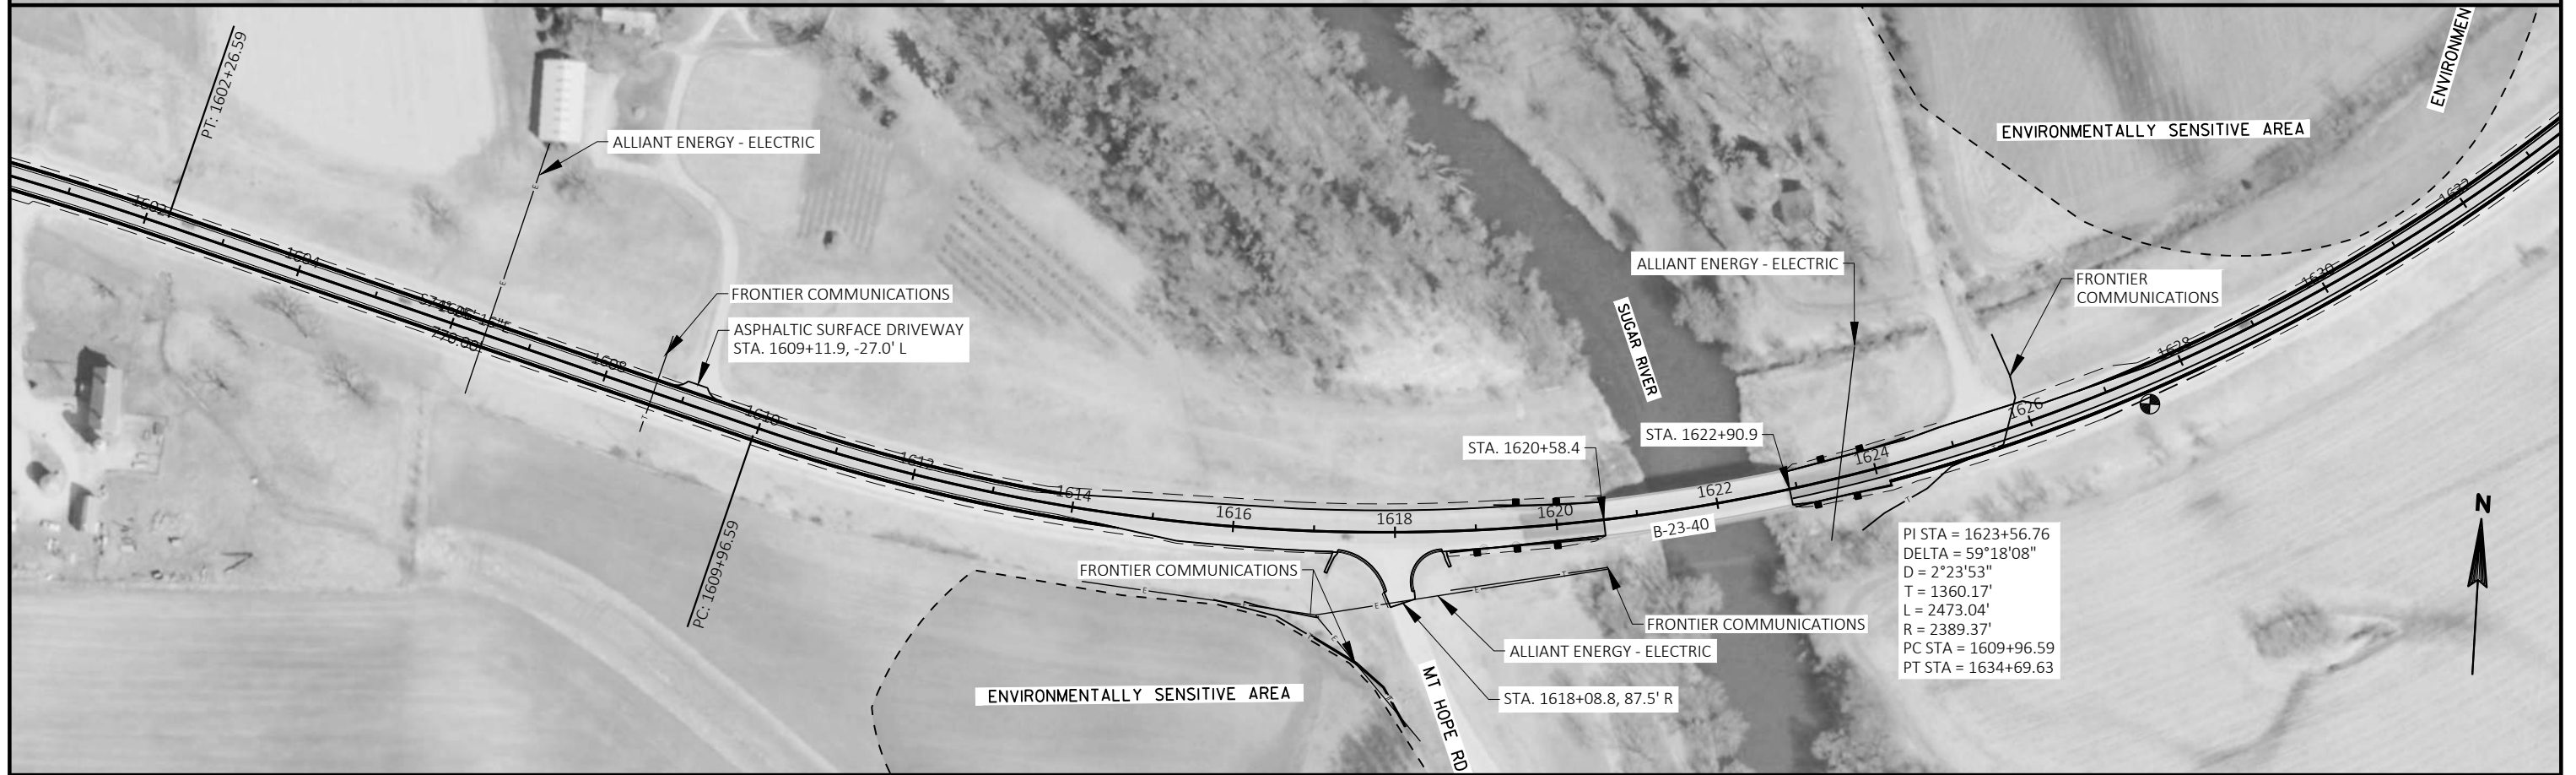 PT: 1602+26.59
ALLIANT ENERGY - ELECTRIC
ENVIRONMENTALLY SENSITIVE AREA
ENVIRONMEN
1602
1604
1606
770.00'
1608
FRONTIER COMMUNICATIONS
ASPHALTIC SURFACE DRIVEWAY
STA. 1609+11.9, -27.0' L
1610
1612
1614
1616
1618
1620
1622
1624
1626
1628
1630
1632
PC: 1609+96.59
SUGAR RIVER
ALLIANT ENERGY - ELECTRIC
FRONTIER
COMMUNICATIONS
STA. 1620+58.4
STA. 1622+90.9
B-23-40
FRONTIER COMMUNICATIONS
FRONTIER COMMUNICATIONS
ALLIANT ENERGY - ELECTRIC
STA. 1618+08.8, 87.5' R
MT HOPE RD
ENVIRONMENTALLY SENSITIVE AREA
PI STA = 1623+56.76
DELTA = 59°18'08"
D = 2°23'53"
T = 1360.17'
L = 2473.04'
R = 2389.37'
PC STA = 1609+96.59
PT STA = 1634+69.63
N